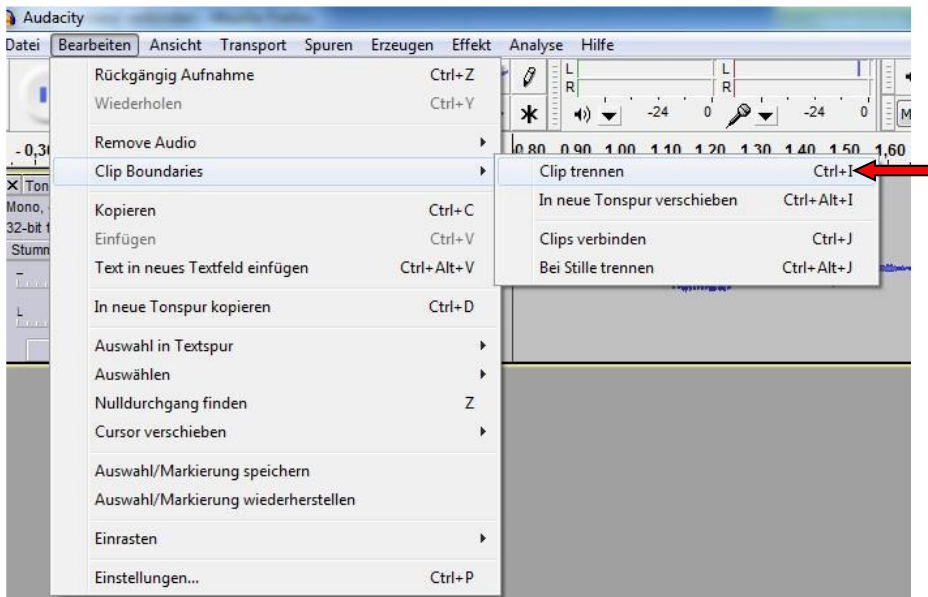 Audacity
Datei Bearbeiten Ansicht Transport Spuren Erzeugen Effekt Analyse Hilfe
Rückgängig Aufnahme Ctrl+Z
Wiederholen Ctrl+Y
Remove Audio
Clip Boundaries
Kopieren Ctrl+C
Einfügen Ctrl+V
Text in neues Textfeld einfügen Ctrl+Alt+V
In neue Tonspur kopieren Ctrl+D
Auswahl in Textspur
Auswählen
Nulldurchgang finden Z
Cursor verschieben
Auswahl/Markierung speichern
Auswahl/Markierung wiederherstellen
Einrasten
Einstellungen... Ctrl+P
Clip trennen Ctrl+I
In neue Tonspur verschieben Ctrl+Alt+I
Clips verbinden Ctrl+J
Bei Stille trennen Ctrl+Alt+J
L L
R R
-24 0 -24 0
0,80 0,90 1,00 1,10 1,20 1,30 1,40 1,50 1,60
X Ton
Mono,
32-bit
Stumm
L